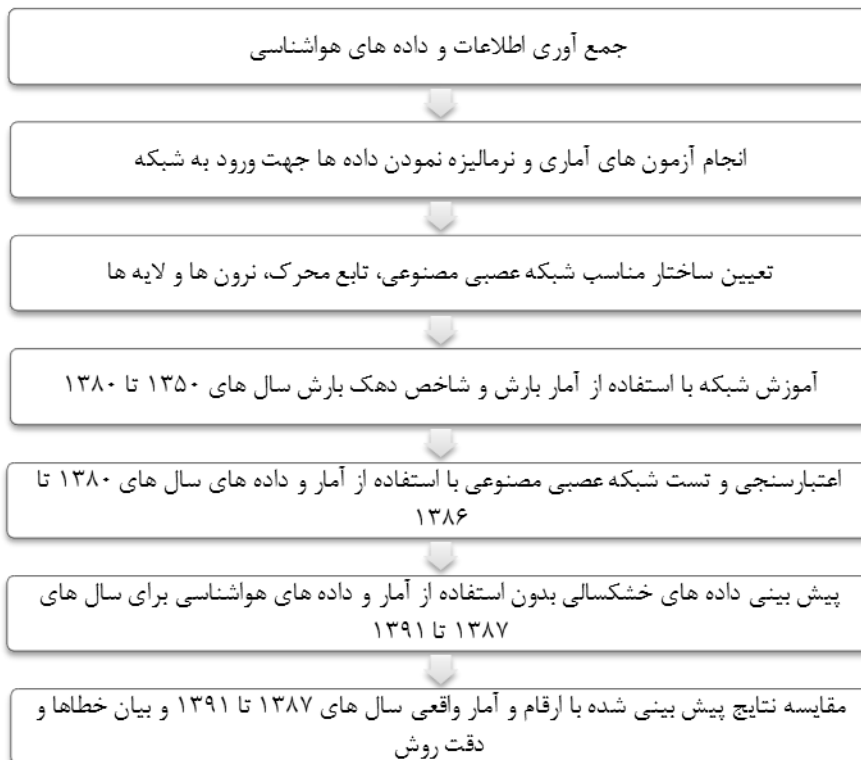 جمع آوری اطلاعات و داده های هواشناسی
انجام آزمون های آماری و نرمالیزه نمودن داده ها جهت ورود به شبکه
تعیین ساختار مناسب شبکه عصبی مصنوعی، تابع محرک، نرون ها و لایه ها
آموزش شبکه با استفاده از آمار بارش و شاخص دهک بارش سال های ۱۳۵۰ تا ۱۳۸۰
اعتبارسنجی و تست شبکه عصبی مصنوعی با استفاده از آمار و داده های سال های ۱۳۸۰ تا
۱۳۸۶
پیش بینی داده های خشکسالی بدون استفاده از آمار و داده های هواشناسی برای سال های
۱۳۸۷ تا ۱۳۹۱
مقایسه نتایج پیش بینی شده با ارقام و آمار واقعی سال های ۱۳۸۷ تا ۱۳۹۱ و بیان خطاها و
دقت روش